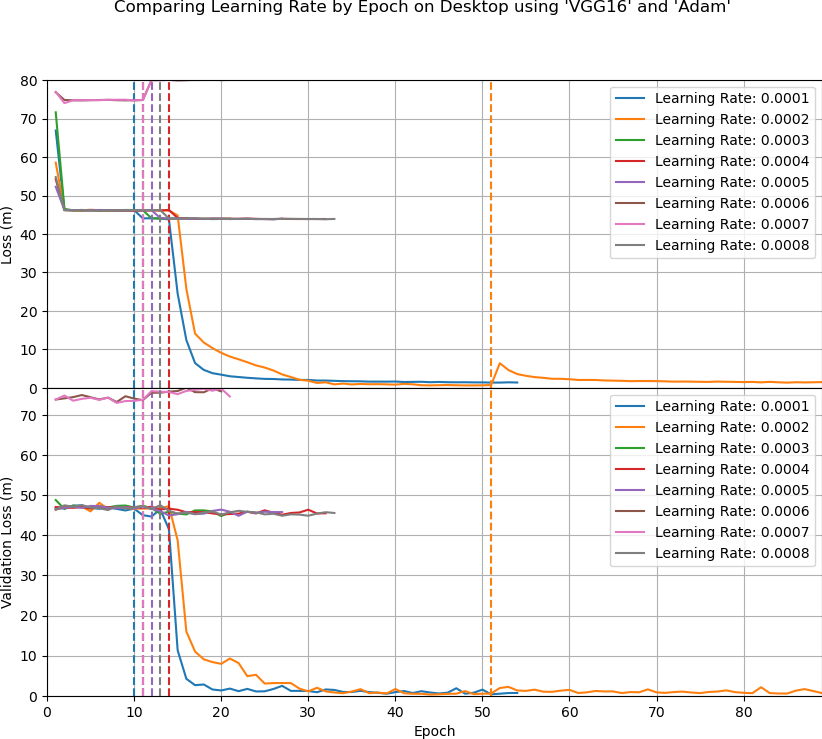 Comparing Learning Rate by Epoch on Desktop using 'VGG16' and 'Adam'
80
70
60
50
40
30
20
10
0
Loss (m)
Learning Rate: 0.0001
Learning Rate: 0.0002
Learning Rate: 0.0003
Learning Rate: 0.0004
Learning Rate: 0.0005
Learning Rate: 0.0006
Learning Rate: 0.0007
Learning Rate: 0.0008
70
60
50
40
30
20
10
0
Validation Loss (m)
Learning Rate: 0.0001
Learning Rate: 0.0002
Learning Rate: 0.0003
Learning Rate: 0.0004
Learning Rate: 0.0005
Learning Rate: 0.0006
Learning Rate: 0.0007
Learning Rate: 0.0008
0 10 20 30 40 50 60 70 80
Epoch